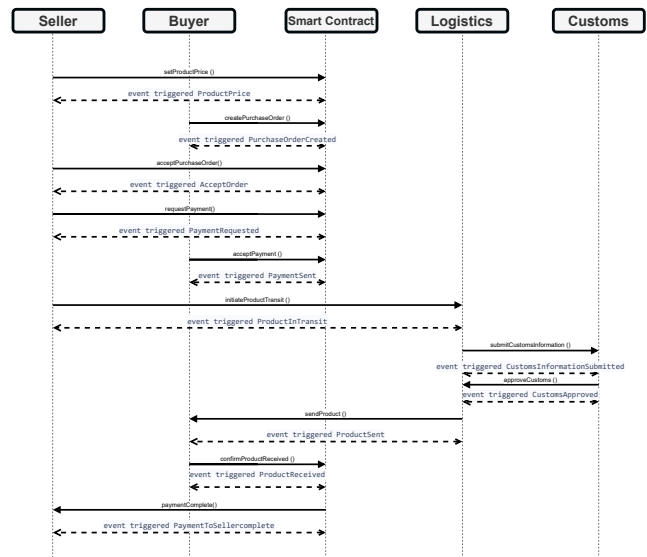 Seller Buyer Smart Contract Logistics Customs
setProductPrice ()
event triggered ProductPrice
createPurchaseOrder ()
event triggered PurchaseOrderCreated
acceptPurchaseOrder()
event triggered AcceptOrder
requestPayment()
event triggered PaymentRequested
acceptPayment ()
event triggered PaymentSent
initiateProductTransit ()
event triggered ProductInTransit
submitCustomsInformation ()
event triggered CustomsInformationSubmitted
approveCustoms ()
event triggered CustomsApproved
sendProduct ()
event triggered ProductSent
confirmProductReceived ()
event triggered ProductReceived
paymentComplete()
event triggered PaymentToSellercomplete